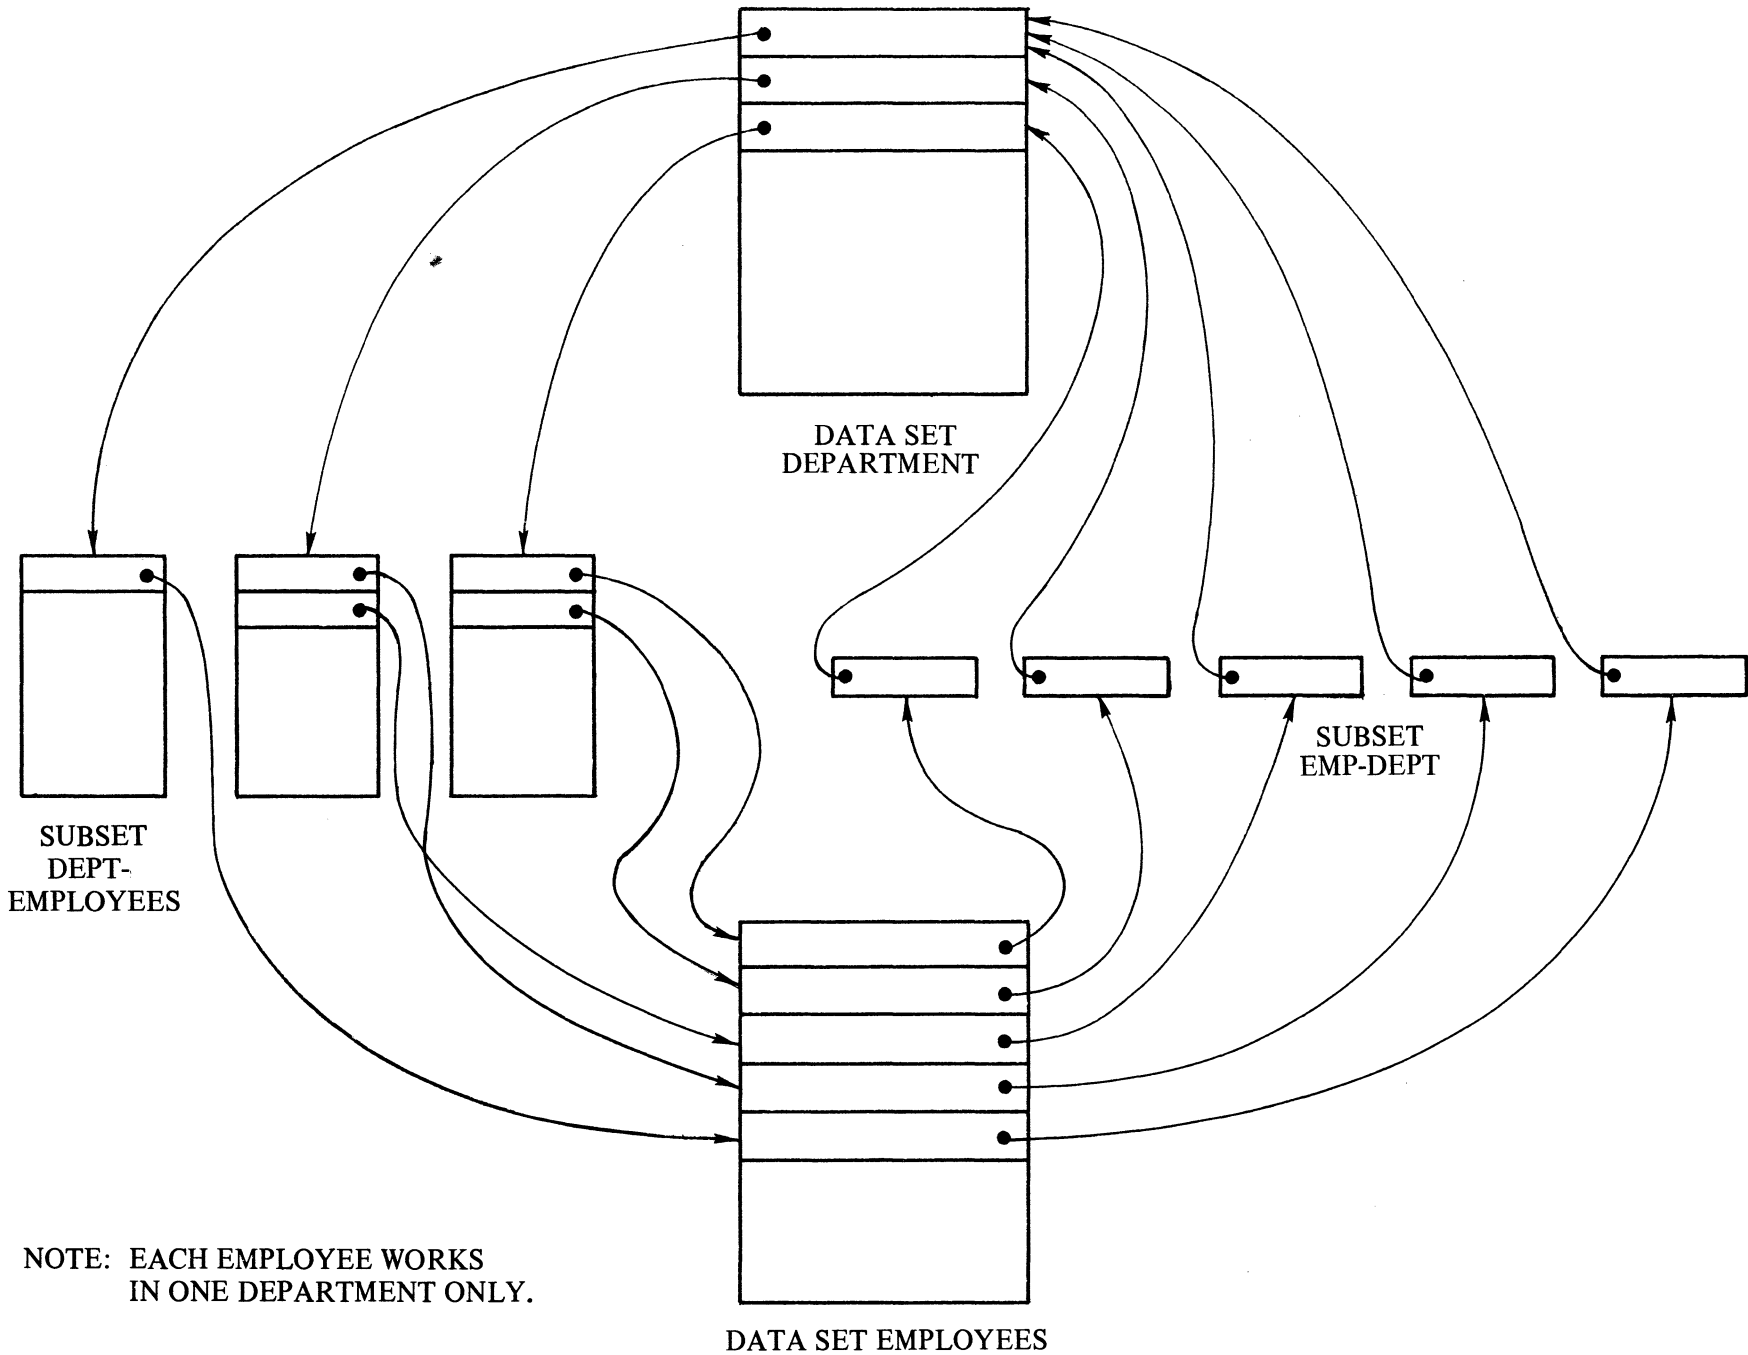 DATA SET
DEPARTMENT
SUBSET
EMP-DEPT
SUBSET
DEPT-
EMPLOYEES
NOTE: EACH EMPLOYEE WORKS
IN ONE DEPARTMENT ONLY.
DATA SET EMPLOYEES